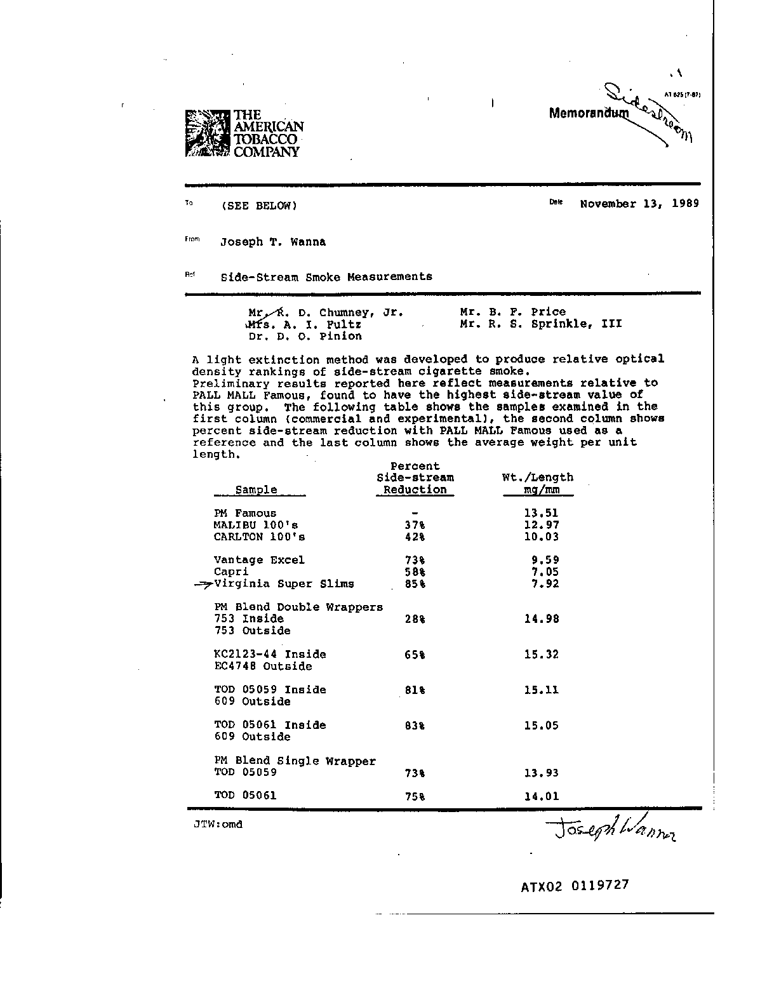 AT 625 (7-87)
Sidestream
Memorandum
THE
AMERICAN
TOBACCO
COMPANY
To (SEE BELOW) Date November 13, 1989
From Joseph T. Wanna
Ref Side-Stream Smoke Measurements
Mr. R. D. Chumney, Jr. Mr. B. F. Price
Mrs. A. I. Fultz Mr. R. S. Sprinkle, III
Dr. D. O. Pinion
A light extinction method was developed to produce relative optical
density rankings of side-stream cigarette smoke.
Preliminary results reported here reflect measurements relative to
PALL MALL Famous, found to have the highest side-stream value of
this group. The following table shows the samples examined in the
first column (commercial and experimental), the second column shows
percent side-stream reduction with PALL MALL Famous used as a
reference and the last column shows the average weight per unit
length.
Percent
Side-stream Wt./Length
Sample Reduction mg/mm
PM Famous - 13.51
MALIBU 100's 37% 12.97
CARLTON 100's 42% 10.03
Vantage Excel 73% 9.59
Capri 58% 7.05
Virginia Super Slims 85% 7.92
PM Blend Double Wrappers
753 Inside 28% 14.98
753 Outside
KC2123-44 Inside 65% 15.32
EC4748 Outside
TOD 05059 Inside 81% 15.11
609 Outside
TOD 05061 Inside 83% 15.05
609 Outside
PM Blend Single Wrapper
TOD 05059 73% 13.93
TOD 05061 75% 14.01
JTW:omd
Joseph Wanna
ATX02 0119727